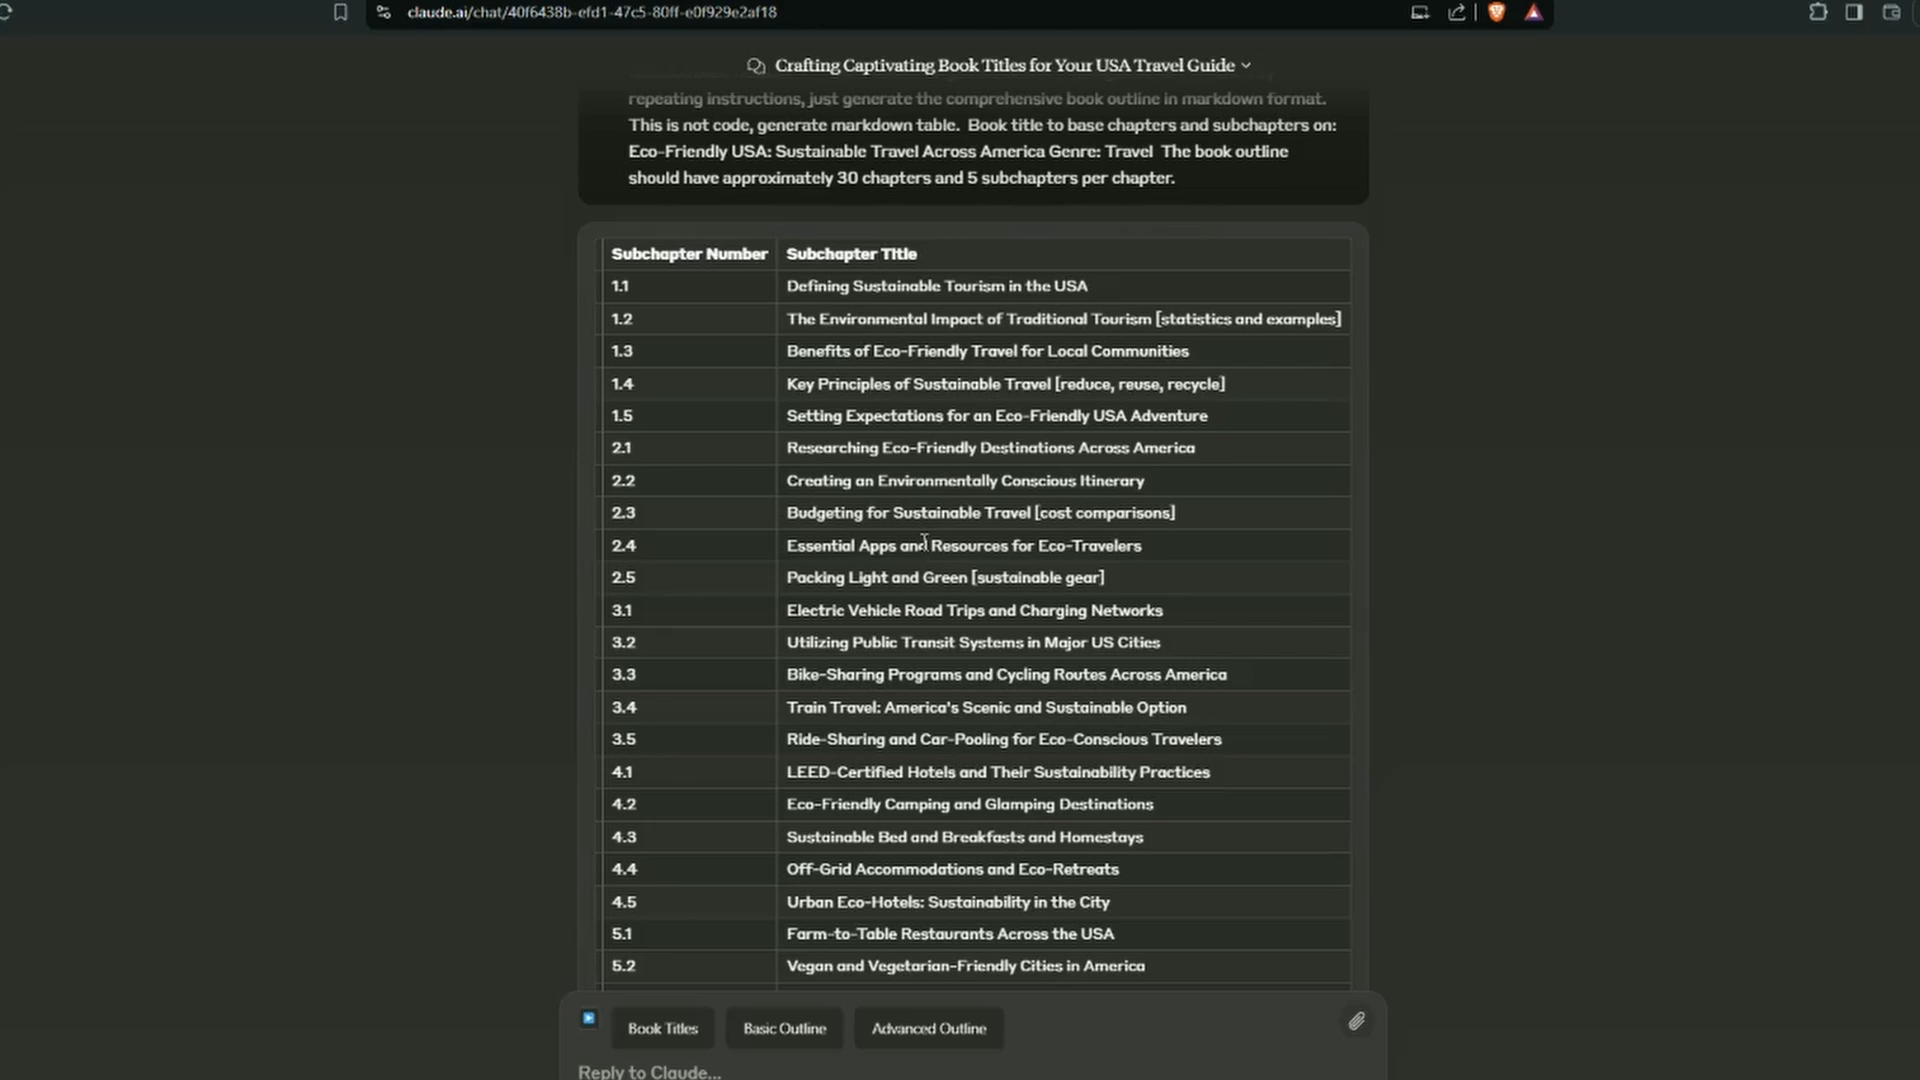 claude.ai/chat/40f6438b-efd1-47c5-80ff-e0f929e2af18
Crafting Captivating Book Titles for Your USA Travel Guide
repeating instructions, just generate the comprehensive book outline in markdown format.
This is not code, generate markdown table. Book title to base chapters and subchapters on:
Eco-Friendly USA: Sustainable Travel Across America Genre: Travel The book outline
should have approximately 30 chapters and 5 subchapters per chapter.
Subchapter Number Subchapter Title
1.1 Defining Sustainable Tourism in the USA
1.2 The Environmental Impact of Traditional Tourism [statistics and examples]
1.3 Benefits of Eco-Friendly Travel for Local Communities
1.4 Key Principles of Sustainable Travel [reduce, reuse, recycle]
1.5 Setting Expectations for an Eco-Friendly USA Adventure
2.1 Researching Eco-Friendly Destinations Across America
2.2 Creating an Environmentally Conscious Itinerary
2.3 Budgeting for Sustainable Travel [cost comparisons]
2.4 Essential Apps and Resources for Eco-Travelers
2.5 Packing Light and Green [sustainable gear]
3.1 Electric Vehicle Road Trips and Charging Networks
3.2 Utilizing Public Transit Systems in Major US Cities
3.3 Bike-Sharing Programs and Cycling Routes Across America
3.4 Train Travel: America's Scenic and Sustainable Option
3.5 Ride-Sharing and Car-Pooling for Eco-Conscious Travelers
4.1 LEED-Certified Hotels and Their Sustainability Practices
4.2 Eco-Friendly Camping and Glamping Destinations
4.3 Sustainable Bed and Breakfasts and Homestays
4.4 Off-Grid Accommodations and Eco-Retreats
4.5 Urban Eco-Hotels: Sustainability in the City
5.1 Farm-to-Table Restaurants Across the USA
5.2 Vegan and Vegetarian-Friendly Cities in America
Book Titles Basic Outline Advanced Outline
Reply to Claude...